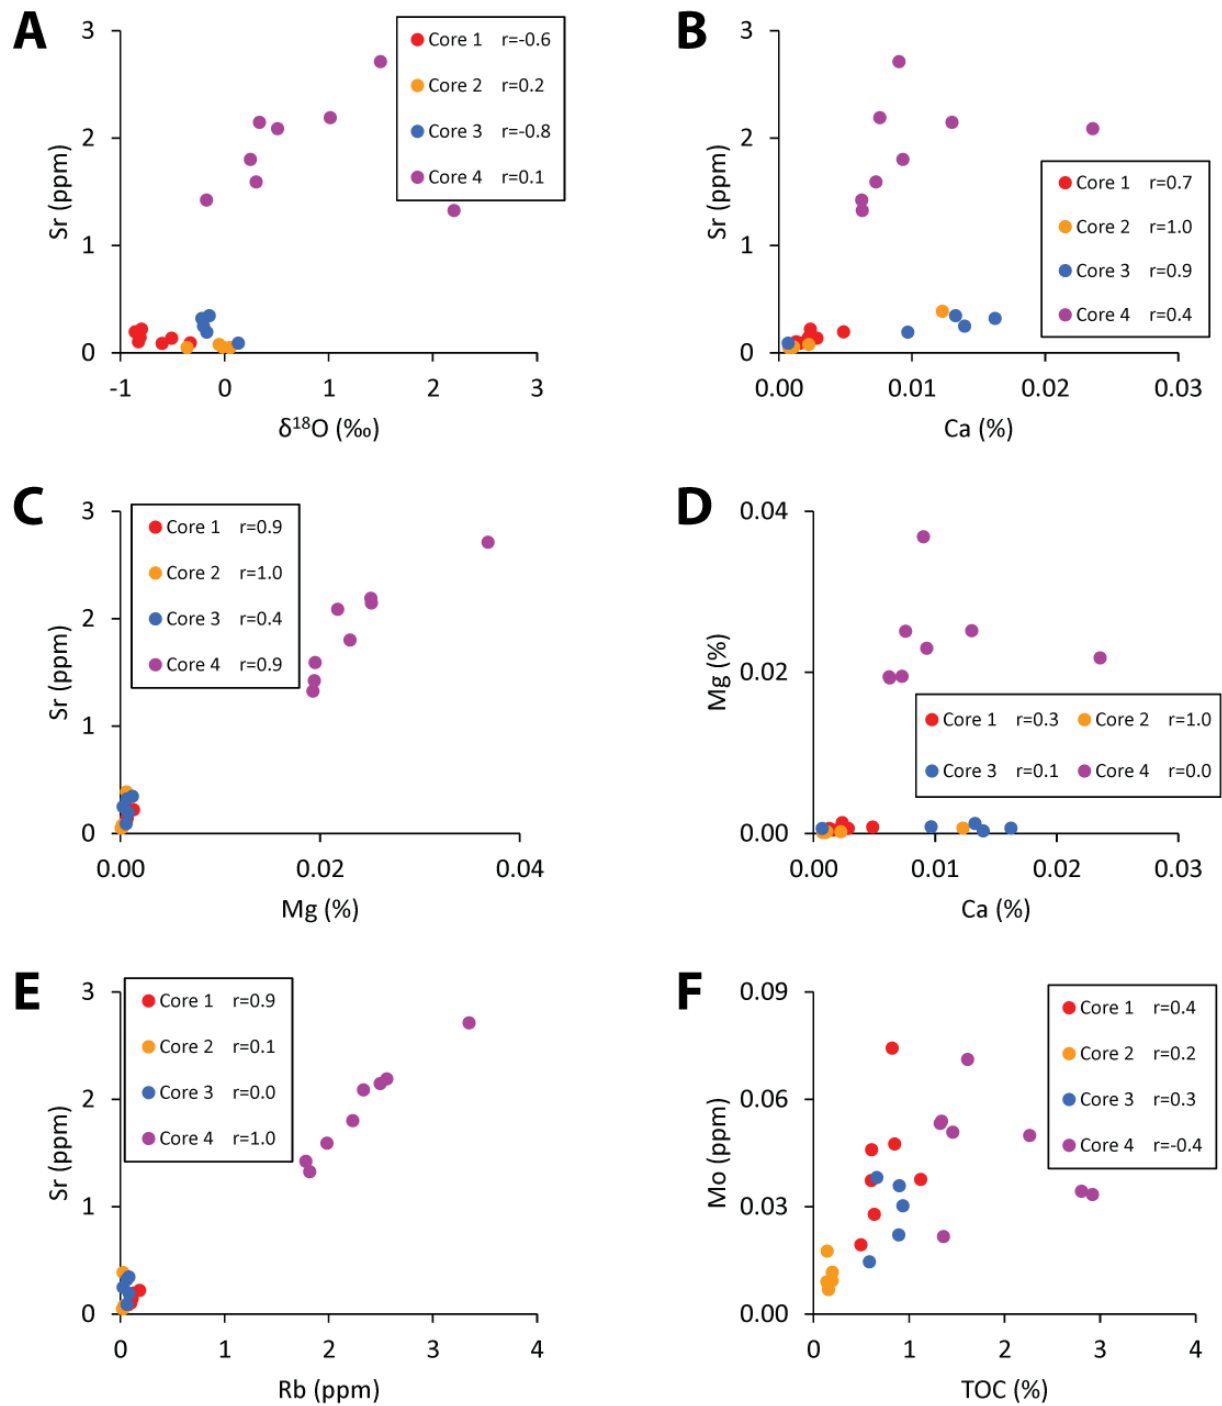 A
3
2
1
0
Sr (ppm)
-1 0 1 2 3
δ¹⁸O (‰)
Core 1 r=-0.6
Core 2 r=0.2
Core 3 r=-0.8
Core 4 r=0.1
B
3
2
1
0
Sr (ppm)
0.00 0.01 0.02 0.03
Ca (%)
Core 1 r=0.7
Core 2 r=1.0
Core 3 r=0.9
Core 4 r=0.4
C
3
2
1
0
Sr (ppm)
0.00 0.02 0.04
Mg (%)
Core 1 r=0.9
Core 2 r=1.0
Core 3 r=0.4
Core 4 r=0.9
D
0.04
0.02
0.00
Mg (%)
0.00 0.01 0.02 0.03
Ca (%)
Core 1 r=0.3 Core 2 r=1.0
Core 3 r=0.1 Core 4 r=0.0
E
3
2
1
0
Sr (ppm)
0 1 2 3 4
Rb (ppm)
Core 1 r=0.9
Core 2 r=0.1
Core 3 r=0.0
Core 4 r=1.0
F
0.09
0.06
0.03
0.00
Mo (ppm)
0 1 2 3 4
TOC (%)
Core 1 r=0.4
Core 2 r=0.2
Core 3 r=0.3
Core 4 r=-0.4